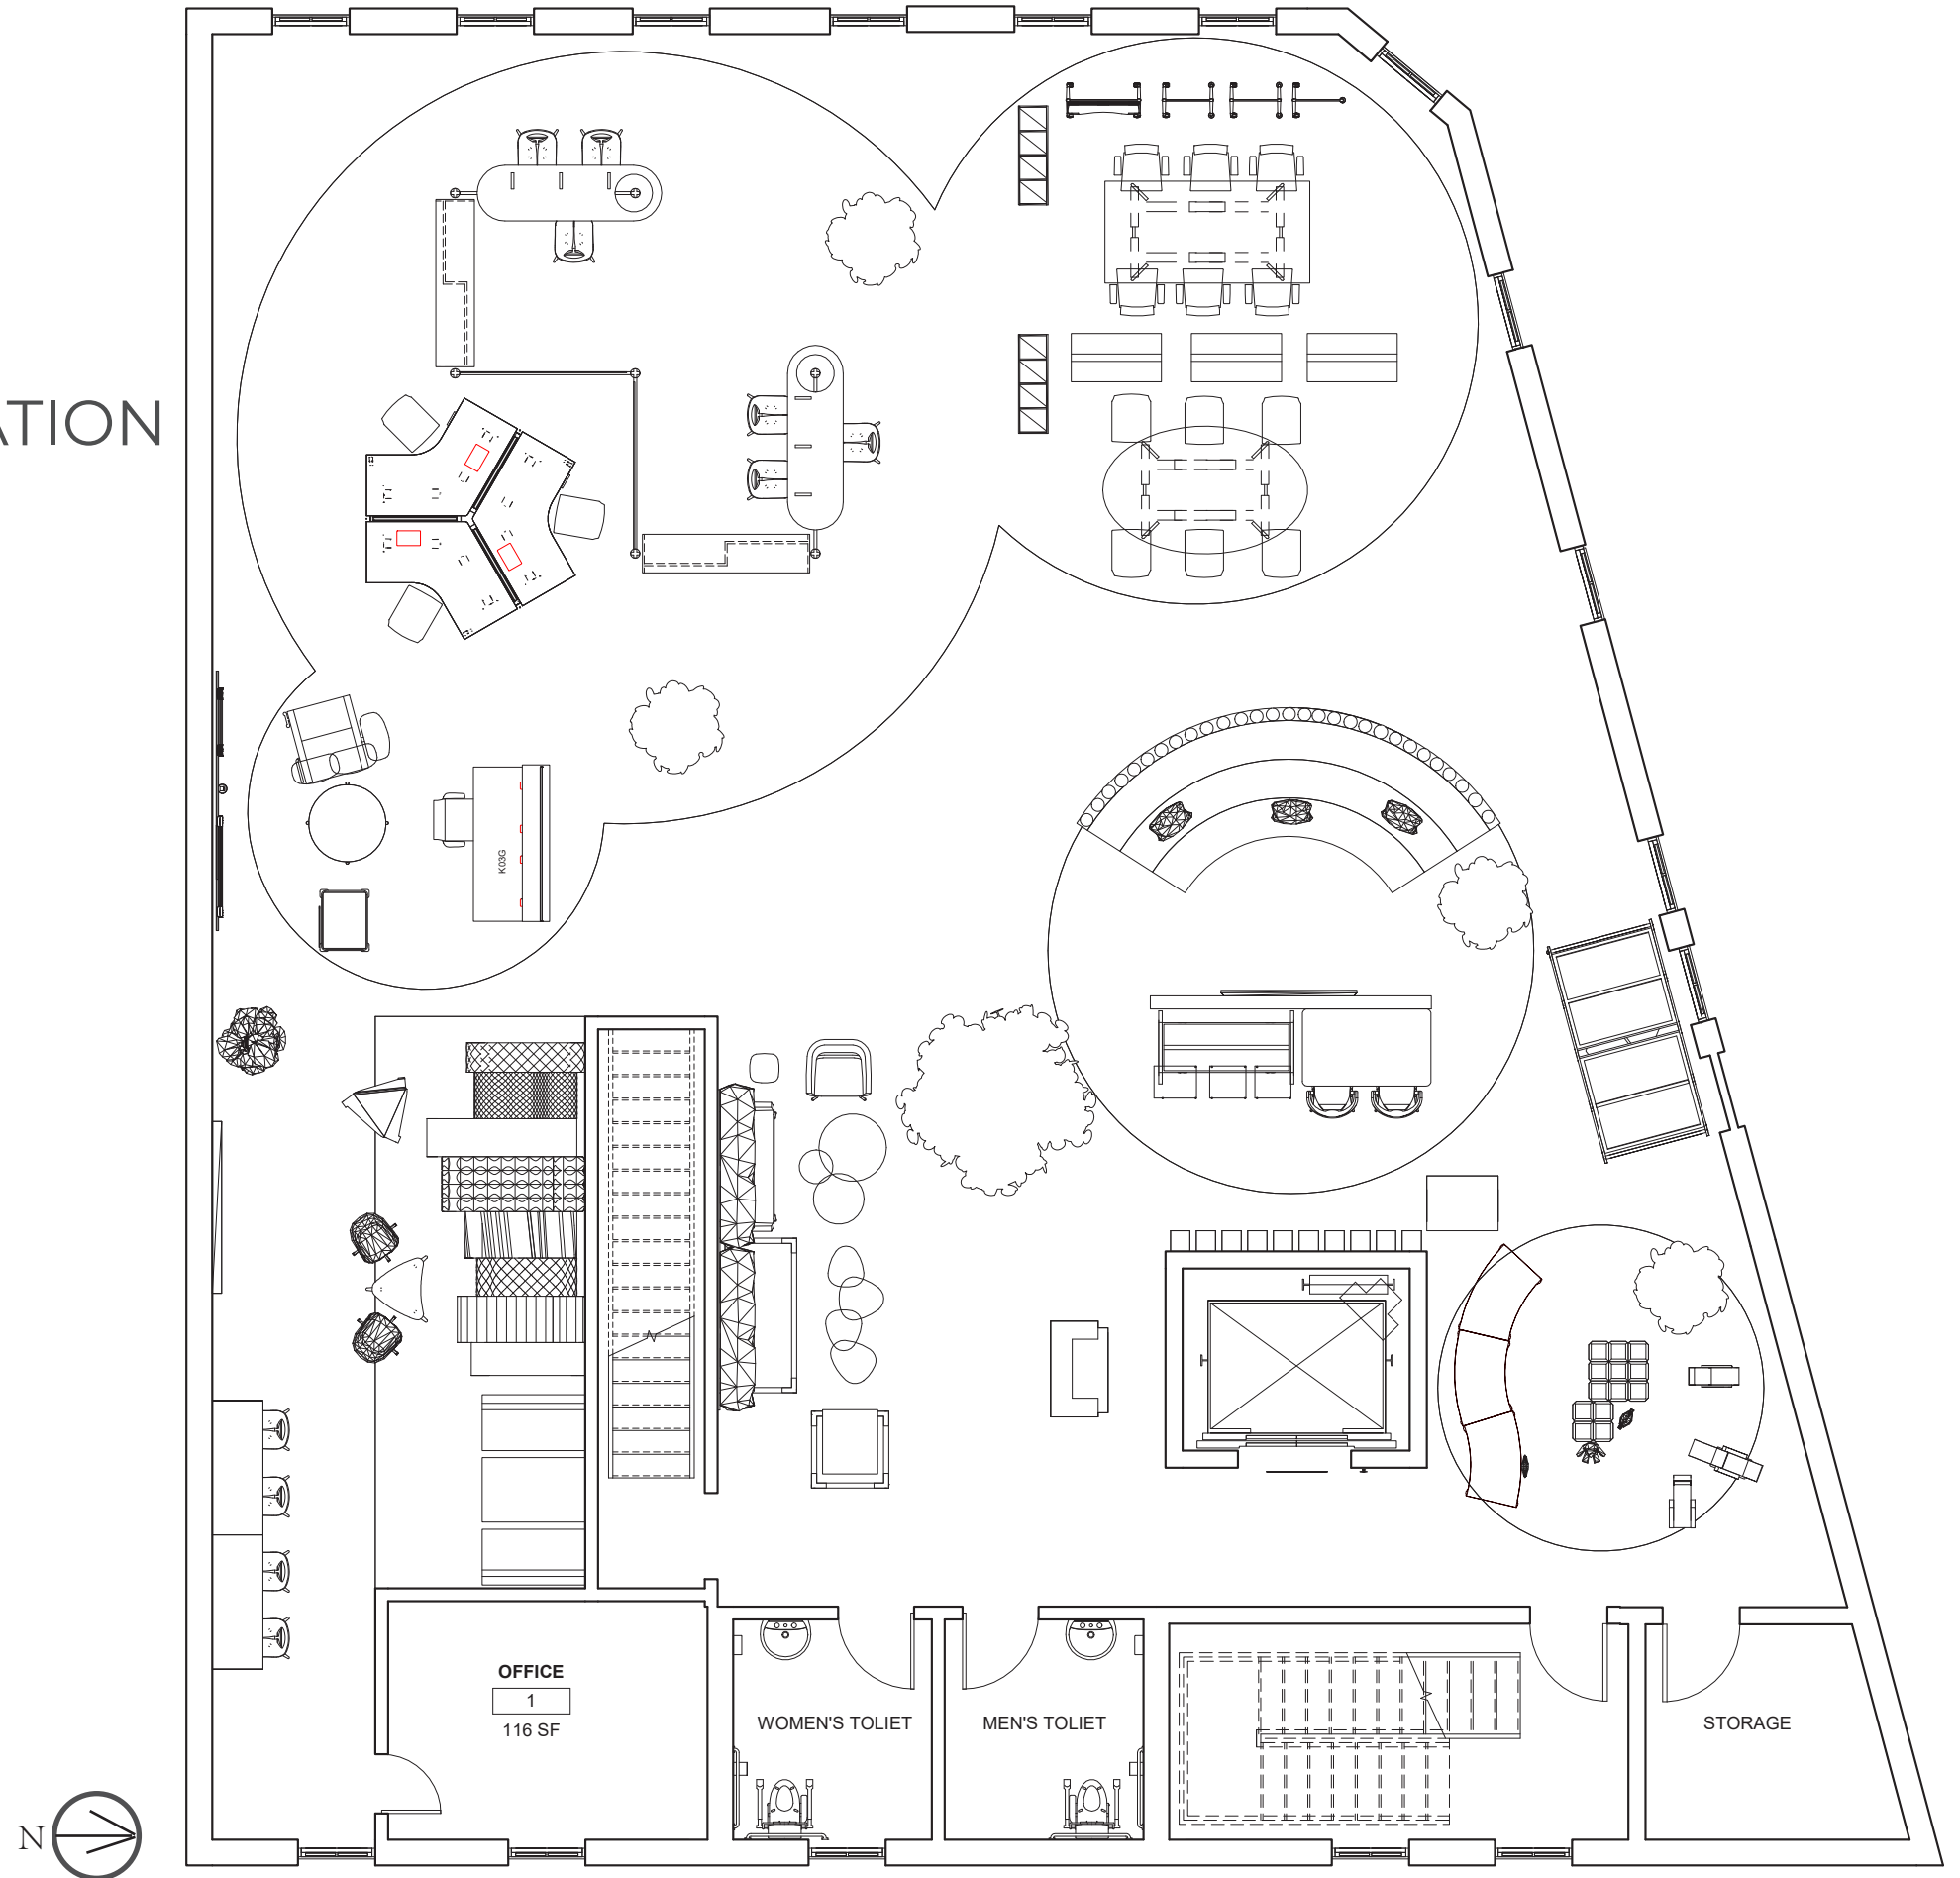 ATION
K03G
OFFICE
1
116 SF
WOMEN'S TOLIET
MEN'S TOLIET
STORAGE
N